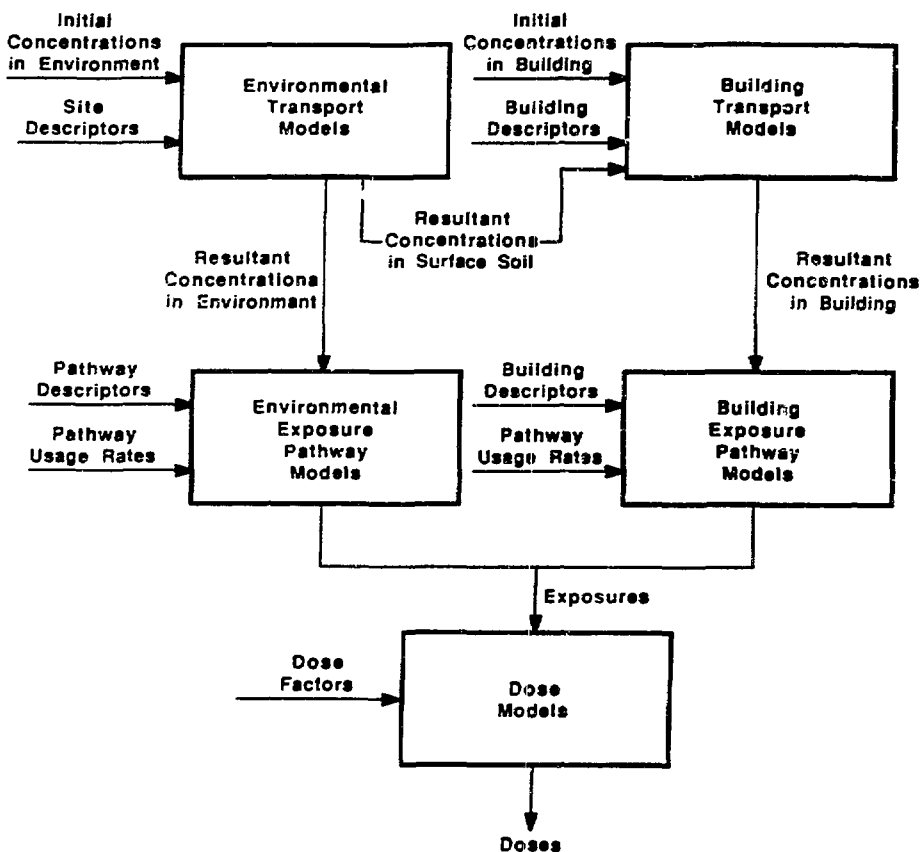 Initial
Concentrations
in Environment
Site
Descriptors
Environmental
Transport
Models
Initial
Concentrations
in Building
Building
Descriptors
Building
Transport
Models
Resultant
Concentrations
in Surface Soil
Resultant
Concentrationa
in Environmant
Resultant
Concentrations
in Building
Pathway
Descriptors
Pathway
Usage Rates
Environmental
Exposure
Pathway
Models
Building
Descriptors
Pathway
Usage Rates
Building
Exposure
Pathway
Models
Exposures
Dose
Factors
Dose
Models
Doses